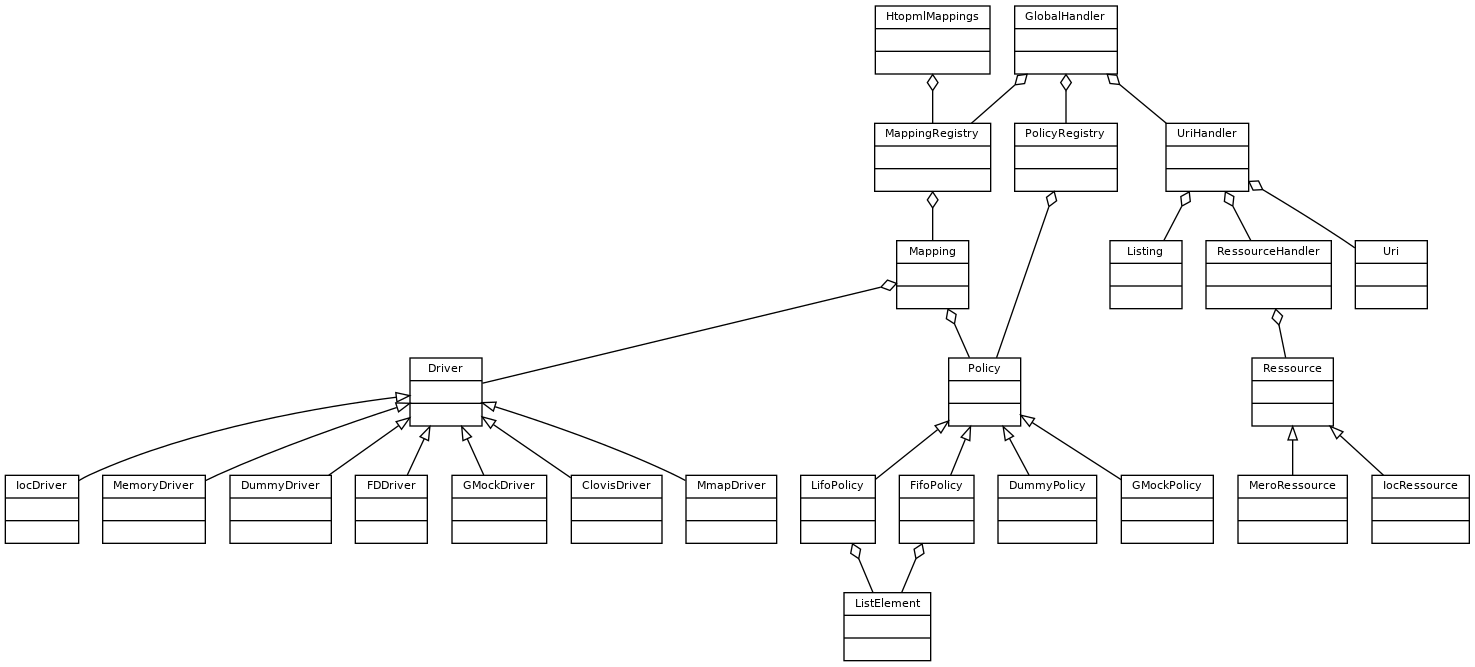 HtopmlMappings
GlobalHandler
MappingRegistry
PolicyRegistry
UriHandler
Mapping
Listing
RessourceHandler
Uri
Driver
Policy
Ressource
IocDriver
MemoryDriver
DummyDriver
FDDriver
GMockDriver
ClovisDriver
MmapDriver
LifoPolicy
FifoPolicy
DummyPolicy
GMockPolicy
MeroRessource
IocRessource
ListElement